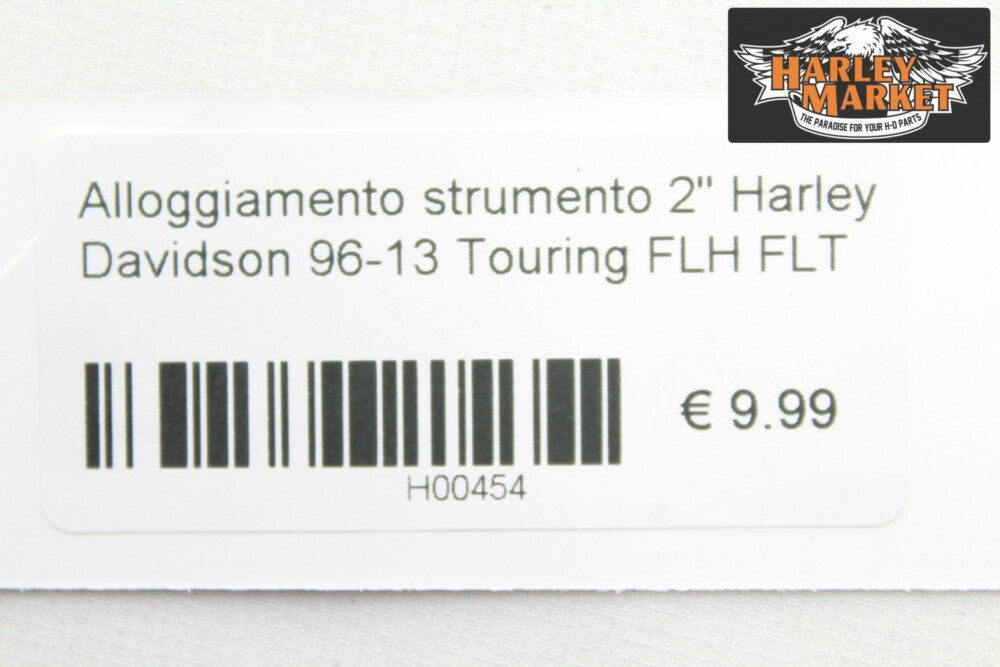 HARLEY
MARKET
THE PARADISE FOR YOUR H-D PARTS
Alloggiamento strumento 2" Harley
Davidson 96-13 Touring FLH FLT
€ 9.99
H00454